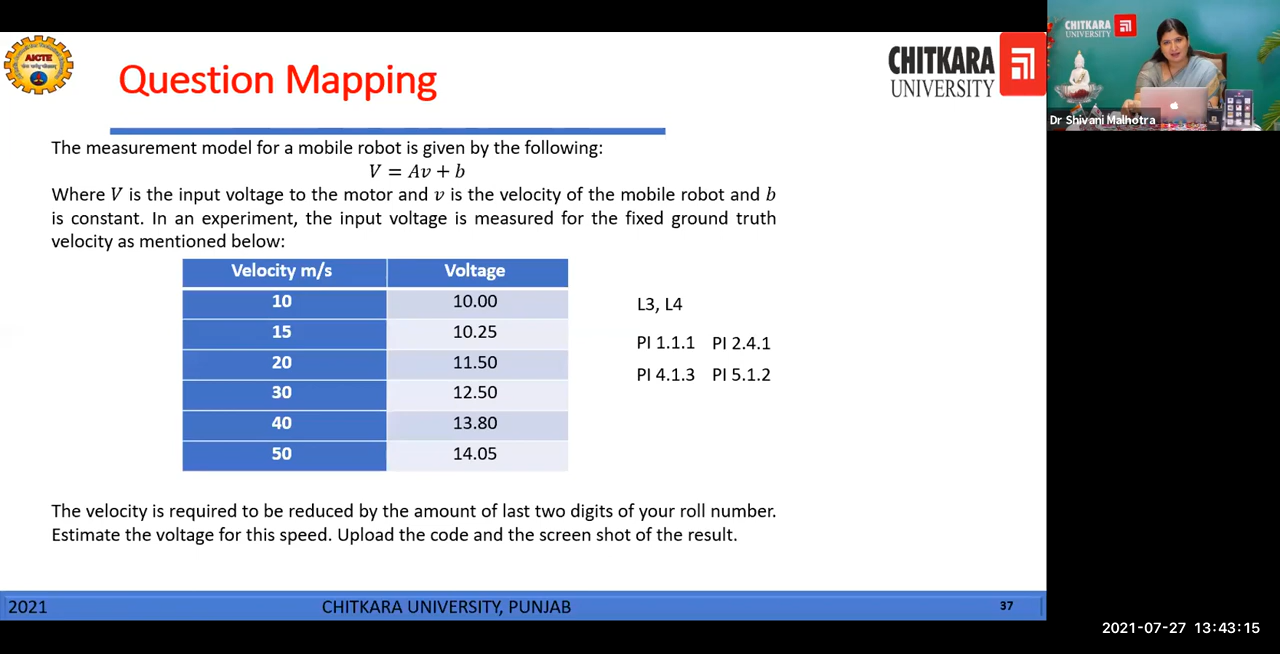 AICTE
Question Mapping
CHITKARA
UNIVERSITY
CHITKARA
UNIVERSITY
Dr Shivani Malhotra
The measurement model for a mobile robot is given by the following:
V = Av + b
Where V is the input voltage to the motor and v is the velocity of the mobile robot and b
is constant. In an experiment, the input voltage is measured for the fixed ground truth
velocity as mentioned below:
Velocity m/s Voltage
10 10.00
15 10.25
20 11.50
30 12.50
40 13.80
50 14.05
L3, L4
PI 1.1.1 PI 2.4.1
PI 4.1.3 PI 5.1.2
The velocity is required to be reduced by the amount of last two digits of your roll number.
Estimate the voltage for this speed. Upload the code and the screen shot of the result.
2021 CHITKARA UNIVERSITY, PUNJAB 37
2021-07-27 13:43:15